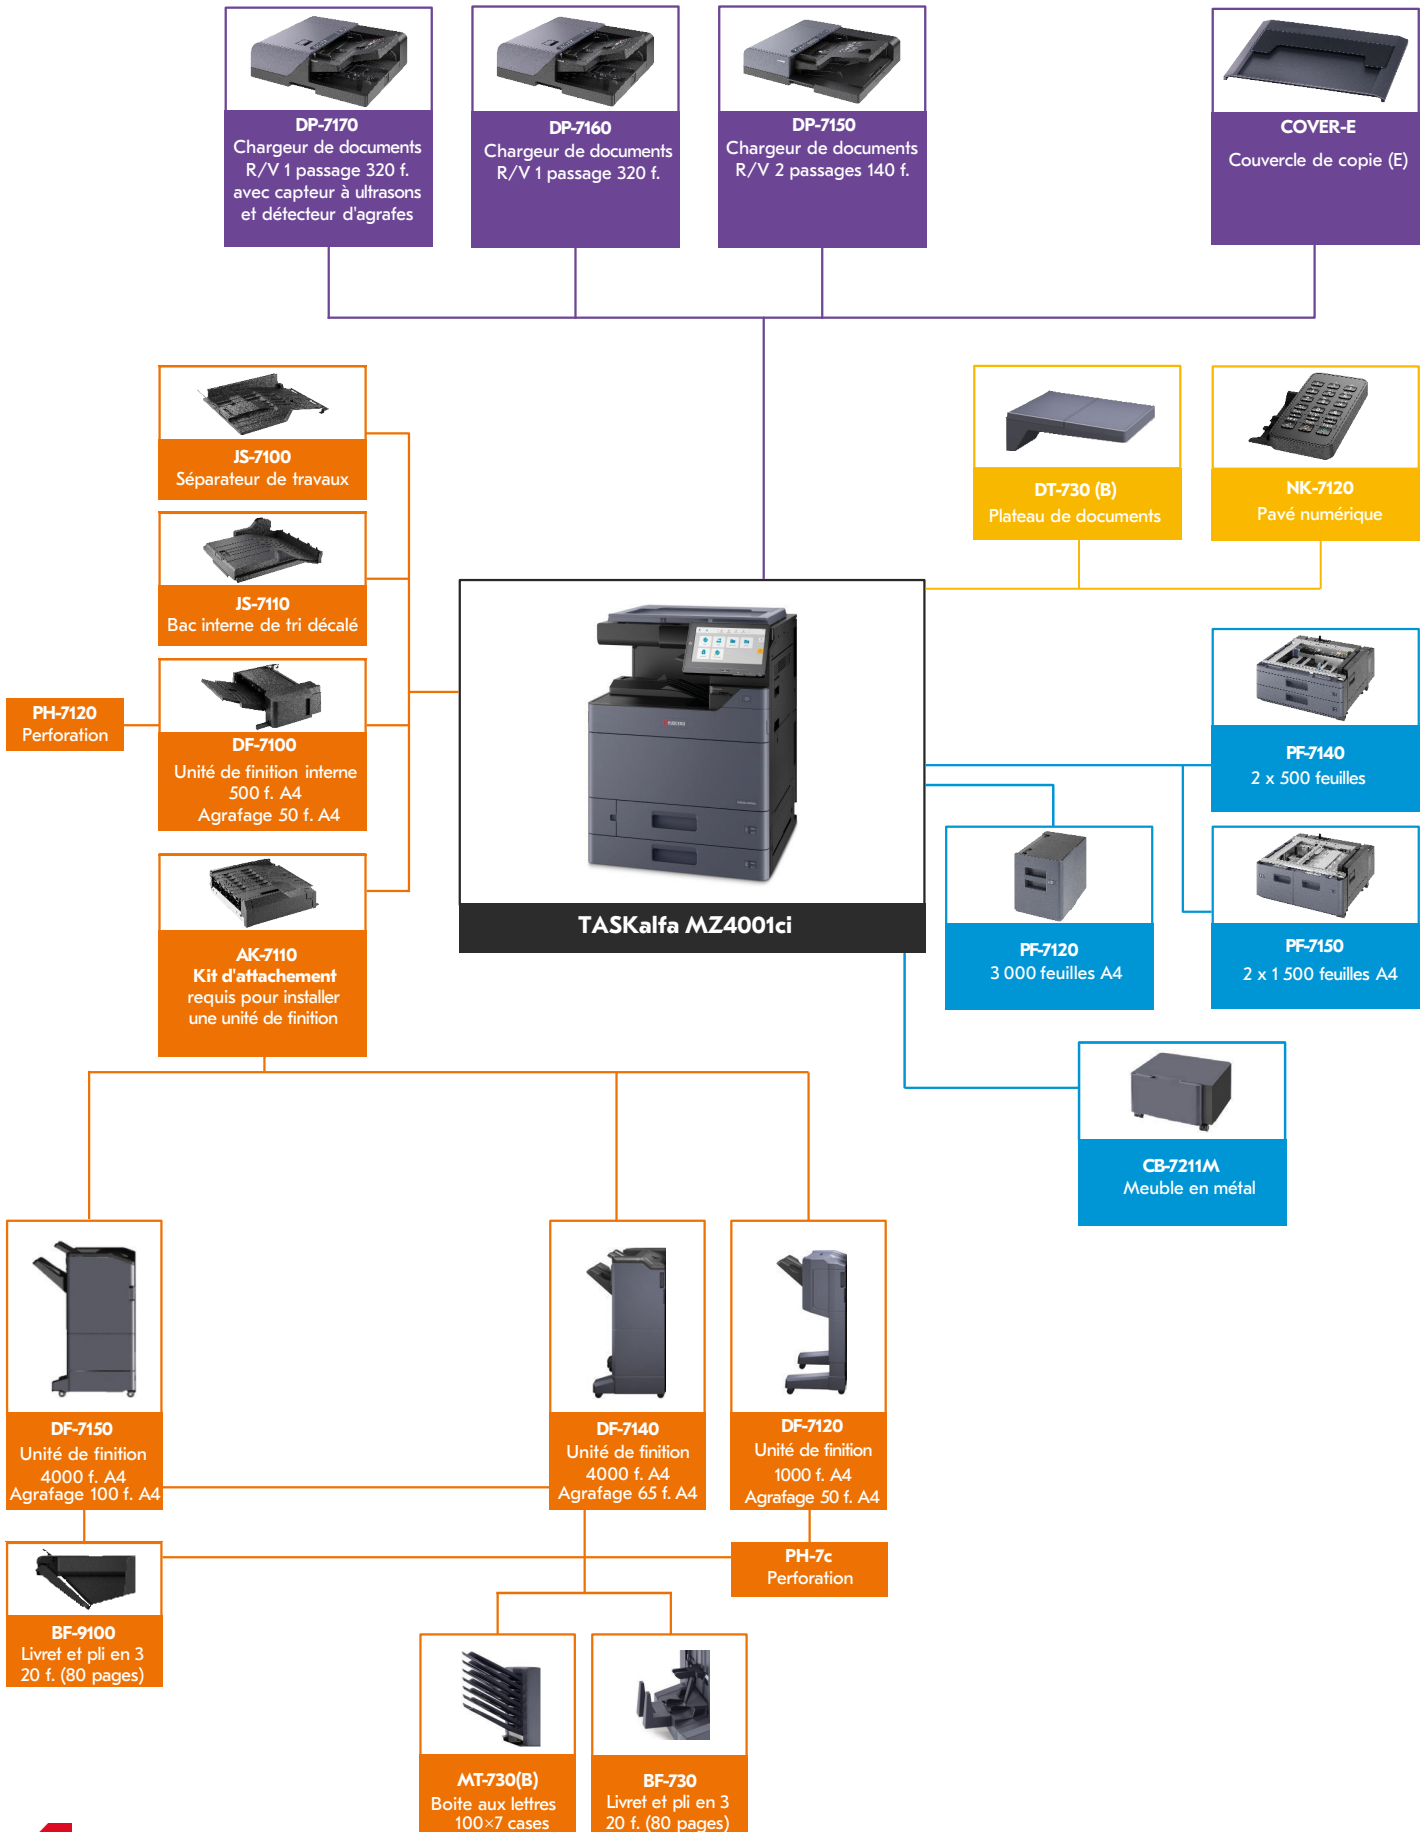 DP-7170
Chargeur de documents
R/V 1 passage 320 f.
avec capteur à ultrasons
et détecteur d'agrafes
DP-7160
Chargeur de documents
R/V 1 passage 320 f.
DP-7150
Chargeur de documents
R/V 2 passages 140 f.
COVER-E
Couvercle de copie (E)
JS-7100
Séparateur de travaux
DT-730 (B)
Plateau de documents
NK-7120
Pavé numérique
JS-7110
Bac interne de tri décalé
PH-7120
Perforation
DF-7100
Unité de finition interne
500 f. A4
Agrafage 50 f. A4
KYOCERA
TASKalfa MZ4001ci
PF-7140
2 x 500 feuilles
AK-7110
Kit d'attachement
requis pour installer
une unité de finition
PF-7120
3 000 feuilles A4
PF-7150
2 x 1 500 feuilles A4
CB-7211M
Meuble en métal
DF-7150
Unité de finition
4000 f. A4
Agrafage 100 f. A4
DF-7140
Unité de finition
4000 f. A4
Agrafage 65 f. A4
DF-7120
Unité de finition
1000 f. A4
Agrafage 50 f. A4
PH-7c
Perforation
BF-9100
Livret et pli en 3
20 f. (80 pages)
MT-730(B)
Boite aux lettres
100×7 cases
BF-730
Livret et pli en 3
20 f. (80 pages)